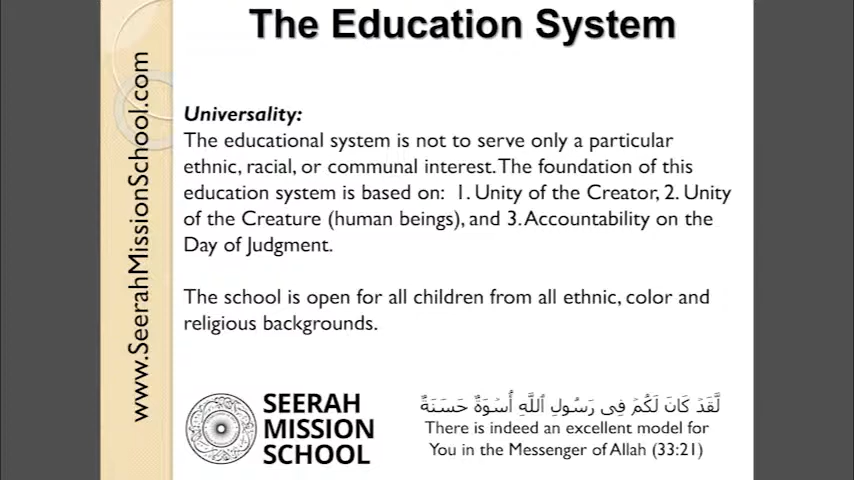 The Education System
www.SeerahMissionSchool.com
Universality:
The educational system is not to serve only a particular
ethnic, racial, or communal interest. The foundation of this
education system is based on: 1. Unity of the Creator, 2. Unity
of the Creature (human beings), and 3. Accountability on the
Day of Judgment.
The school is open for all children from all ethnic, color and
religious backgrounds.
SEERAH
MISSION
SCHOOL
لَّقَدْ كَانَ لَكُمْ فِى رَسُولِ ٱللَّهِ أُسْوَةٌ حَسَنَةٌ
There is indeed an excellent model for
You in the Messenger of Allah (33:21)